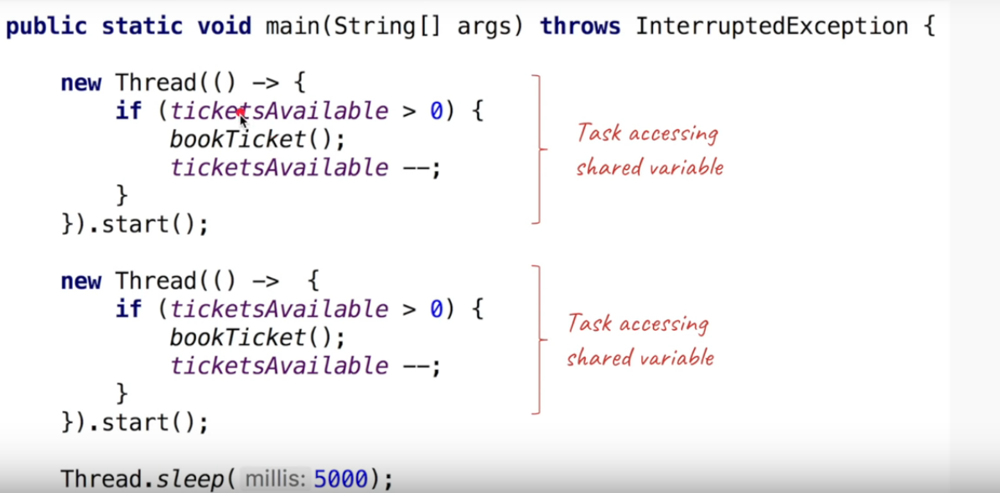 public static void main(String[] args) throws InterruptedException {
new Thread(() -> {
if (ticketsAvailable > 0) {
bookTicket();
ticketsAvailable --;
}
}).start();
Task accessing
shared variable
new Thread(() ->  {
if (ticketsAvailable > 0) {
bookTicket();
ticketsAvailable --;
}
}).start();
Task accessing
shared variable
Thread.sleep( millis: 5000);